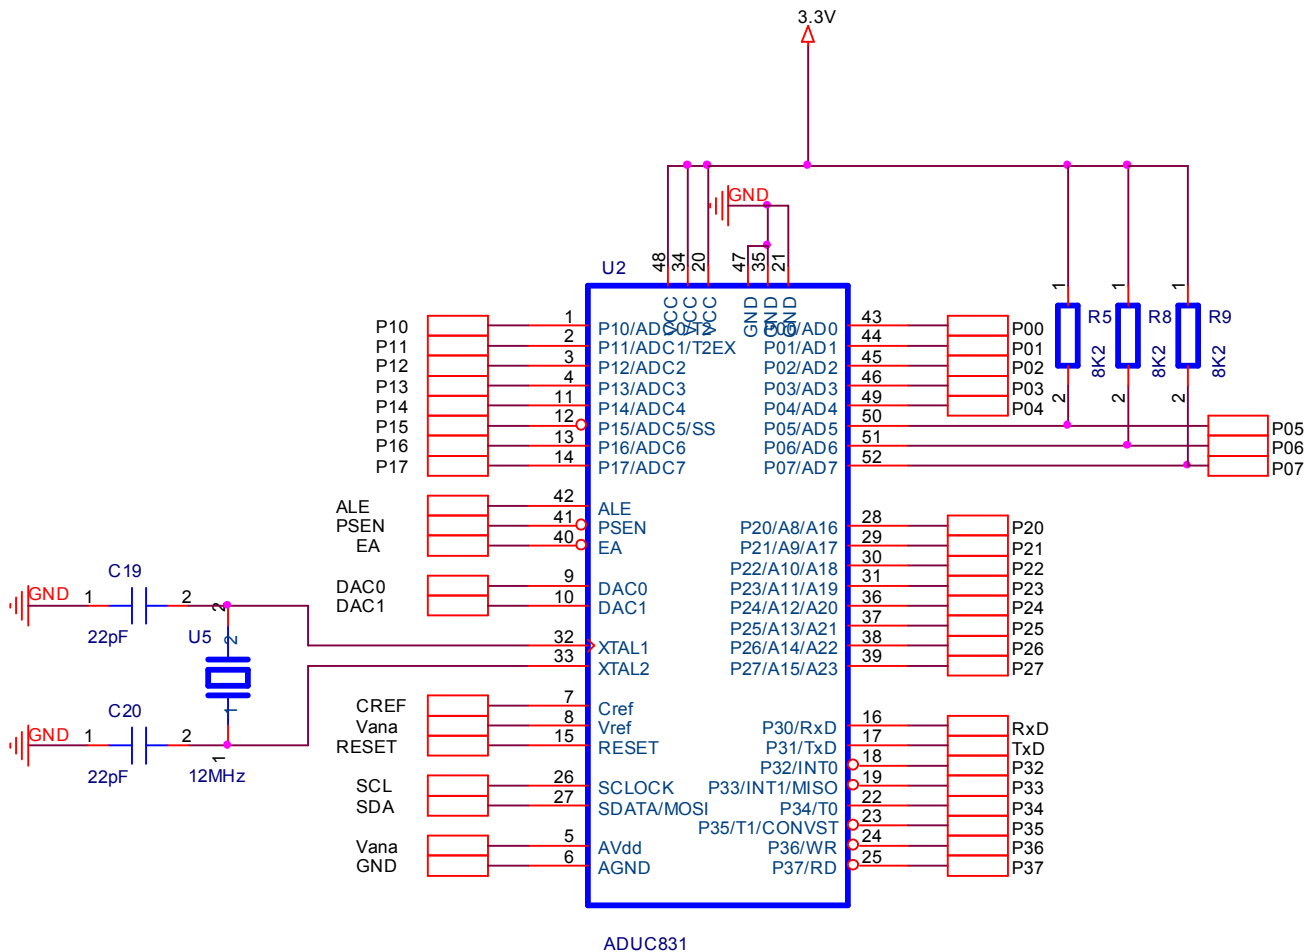 3.3V
GND
48 34 20 47 35 21
U2
VCC VCC VCC GND GND GND
1 1 1
R5 R8 R9
8K2 8K2 8K2
2 2 2
P10 1 P10/ADC0/T2 P00/AD0 43 P00
P11 2 P11/ADC1/T2EX P01/AD1 44 P01
P12 3 P12/ADC2 P02/AD2 45 P02
P13 4 P13/ADC3 P03/AD3 46 P03
P14 11 P14/ADC4 P04/AD4 49 P04
P15 12 P15/ADC5/SS P05/AD5 50 P05
P16 13 P16/ADC6 P06/AD6 51 P06
P17 14 P17/ADC7 P07/AD7 52 P07
ALE 42 ALE
PSEN 41 PSEN P20/A8/A16 28 P20
EA 40 EA P21/A9/A17 29 P21
P22/A10/A18 30 P22
DAC0 9 DAC0 P23/A11/A19 31 P23
DAC1 10 DAC1 P24/A12/A20 36 P24
P25/A13/A21 37 P25
32 XTAL1 P26/A14/A22 38 P26
33 XTAL2 P27/A15/A23 39 P27
C19
GND 1 2
22pF
2
U5 2
1
C20
GND 1 2
22pF
1
12MHz
CREF 7 Cref
Vana 8 Vref P30/RxD 16 RxD
RESET 15 RESET P31/TxD 17 TxD
P32/INT0 18 P32
SCL 26 SCLOCK P33/INT1/MISO 19 P33
SDA 27 SDATA/MOSI P34/T0 22 P34
P35/T1/CONVST 23 P35
Vana 5 AVdd P36/WR 24 P36
GND 6 AGND P37/RD 25 P37
ADUC831